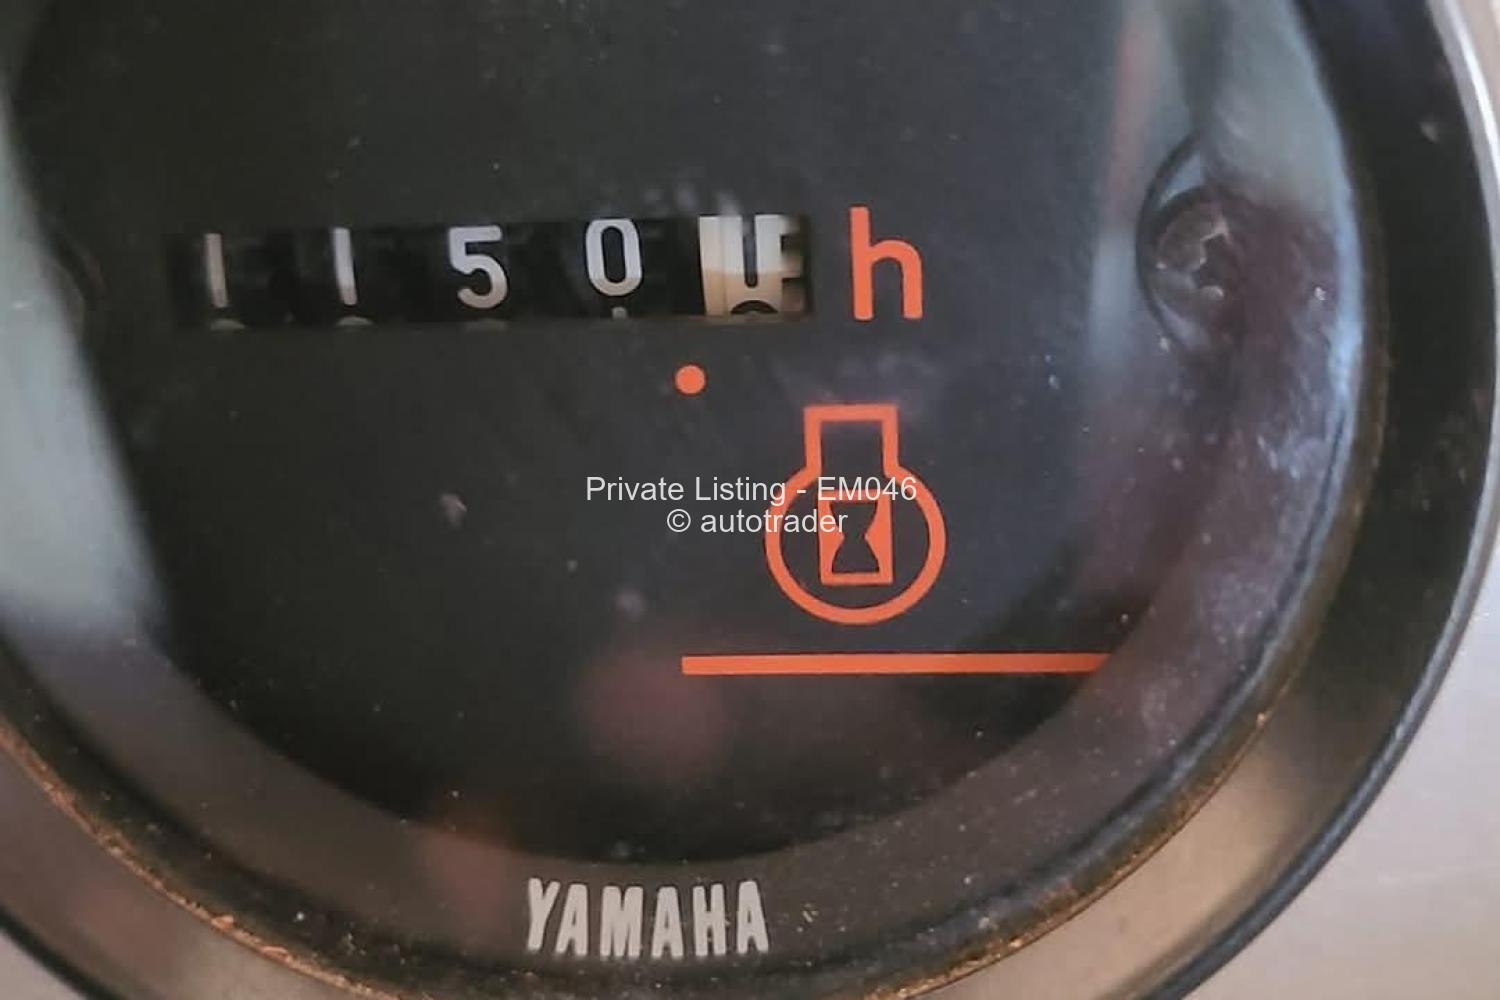 1150 h
Private Listing - EM046
© autotrader
YAMAHA